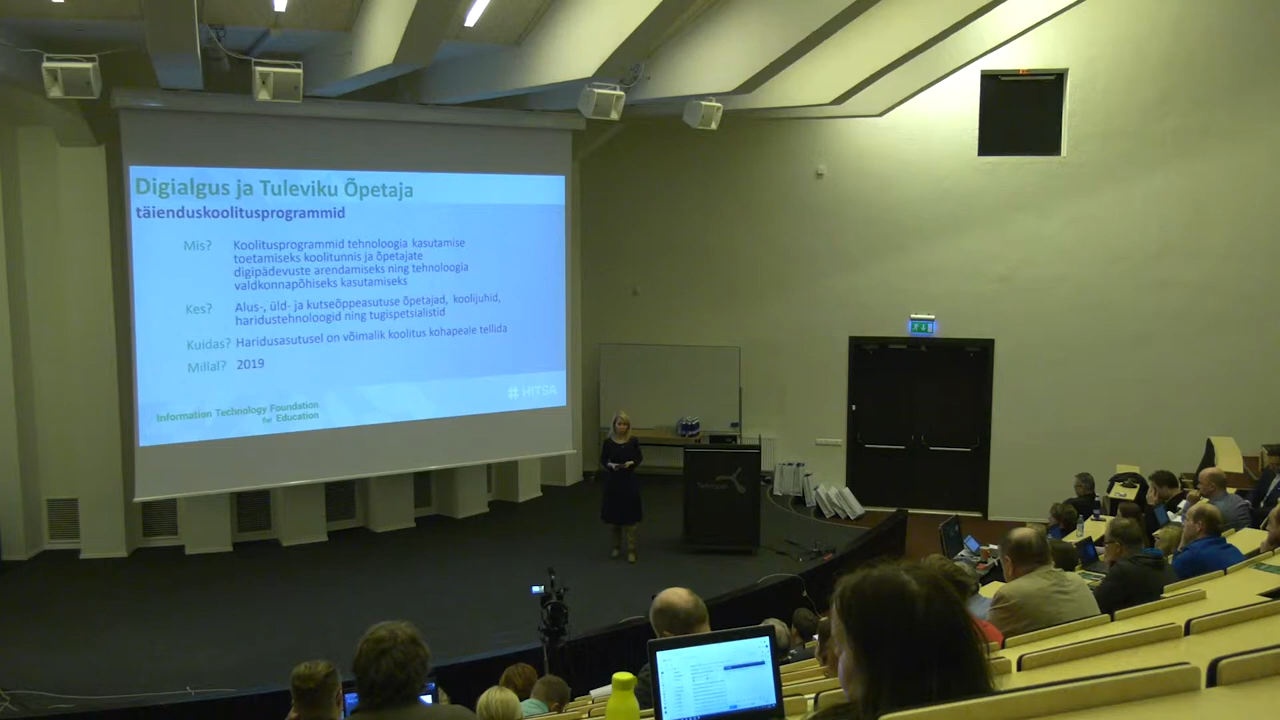 Digialgus ja Tuleviku Õpetaja
täienduskoolitusprogrammid
Mis? Koolitusprogrammid tehnoloogia kasutamise
toetamiseks koolitunnis ja õpetajate
digipädevuste arendamiseks ning tehnoloogia
valdkonnapõhiseks kasutamiseks
Kes? Alus-, üld- ja kutseõppeasutuse õpetajad, koolijuhid,
haridustehnoloogid ning tugispetsialistid
Kuidas? Haridusasutusel on võimalik koolitus kohapeale tellida
Millal? 2019
Information Technology Foundation
for Education
# HITSA